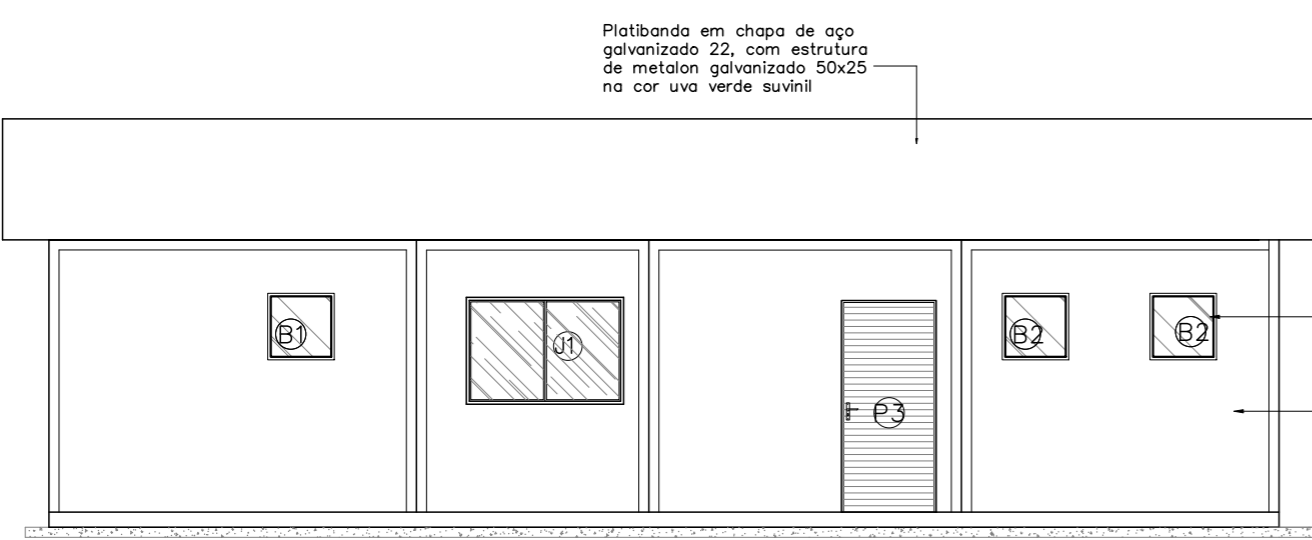 Platibanda em chapa de aço
galvanizado 22, com estrutura
de metalon galvanizado 50x25
na cor uva verde suvinil
B1
J1
P3
B2
B2